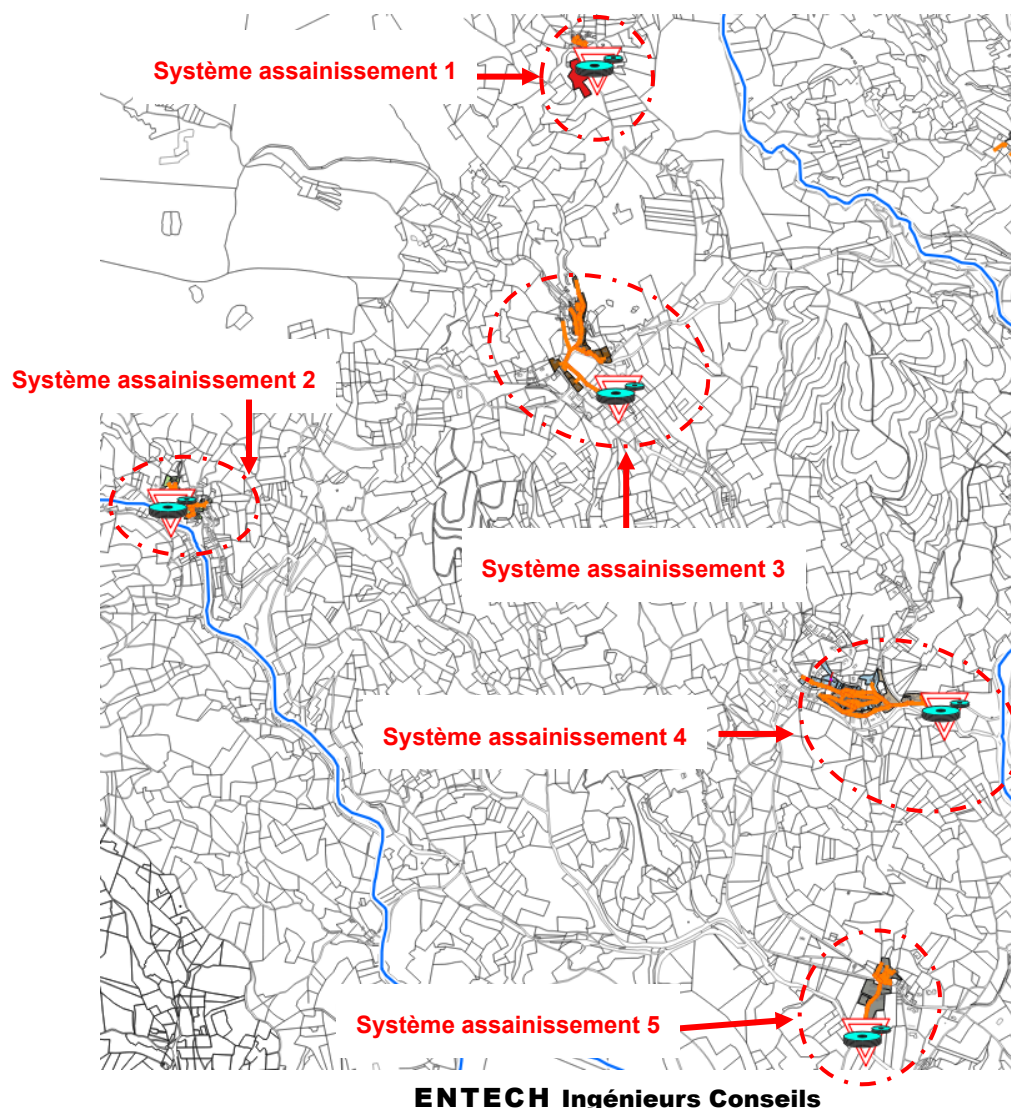 Système assainissement 1
Système assainissement 2
Système assainissement 3
Système assainissement 4
Système assainissement 5
ENTECH Ingénieurs Conseils